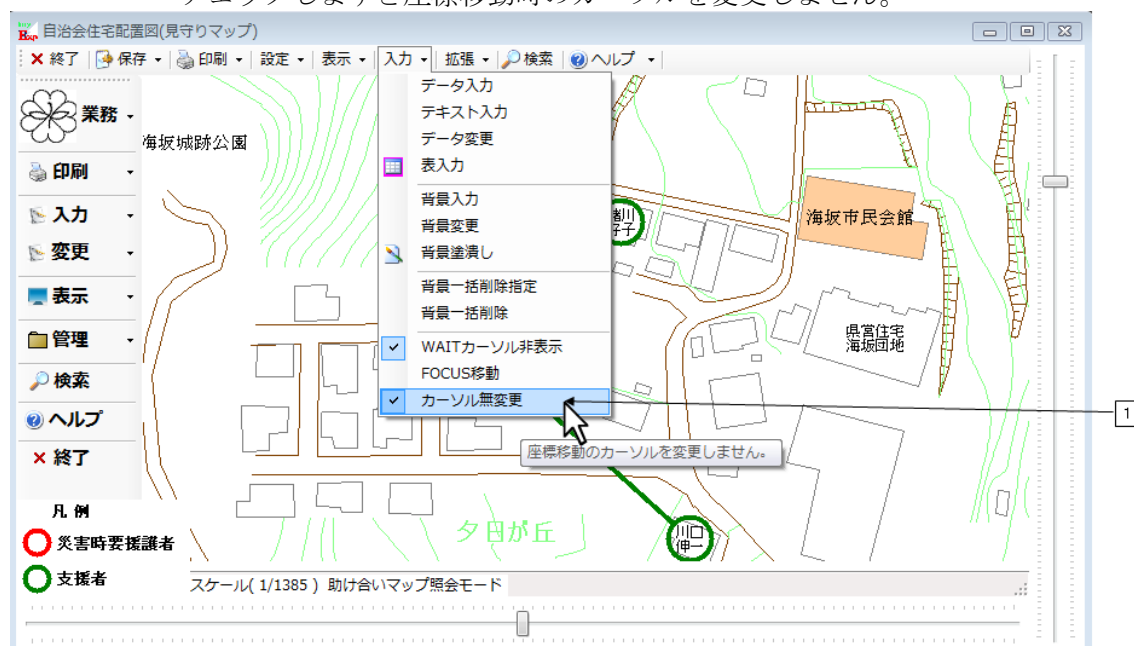 チェックしますと座標移動時のカーソルを変更しません。
自治会住宅配置図(見守りマップ)
終了 保存 印刷 設定 表示 入力 拡張 検索 ヘルプ
データ入力
テキスト入力
データ変更
表入力
背景入力
背景変更
背景塗潰し
背景一括削除指定
背景一括削除
WAITカーソル非表示
FOCUS移動
カーソル無変更
座標移動のカーソルを変更しません。
1
業務
印刷
入力
変更
表示
管理
検索
ヘルプ
終了
凡例
災害時要援護者
支援者
海坂城跡公園
海坂市民会館
県営住宅
海坂団地
夕日が丘
川口
伸一
スケール( 1/1385 ) 助け合いマップ照会モード